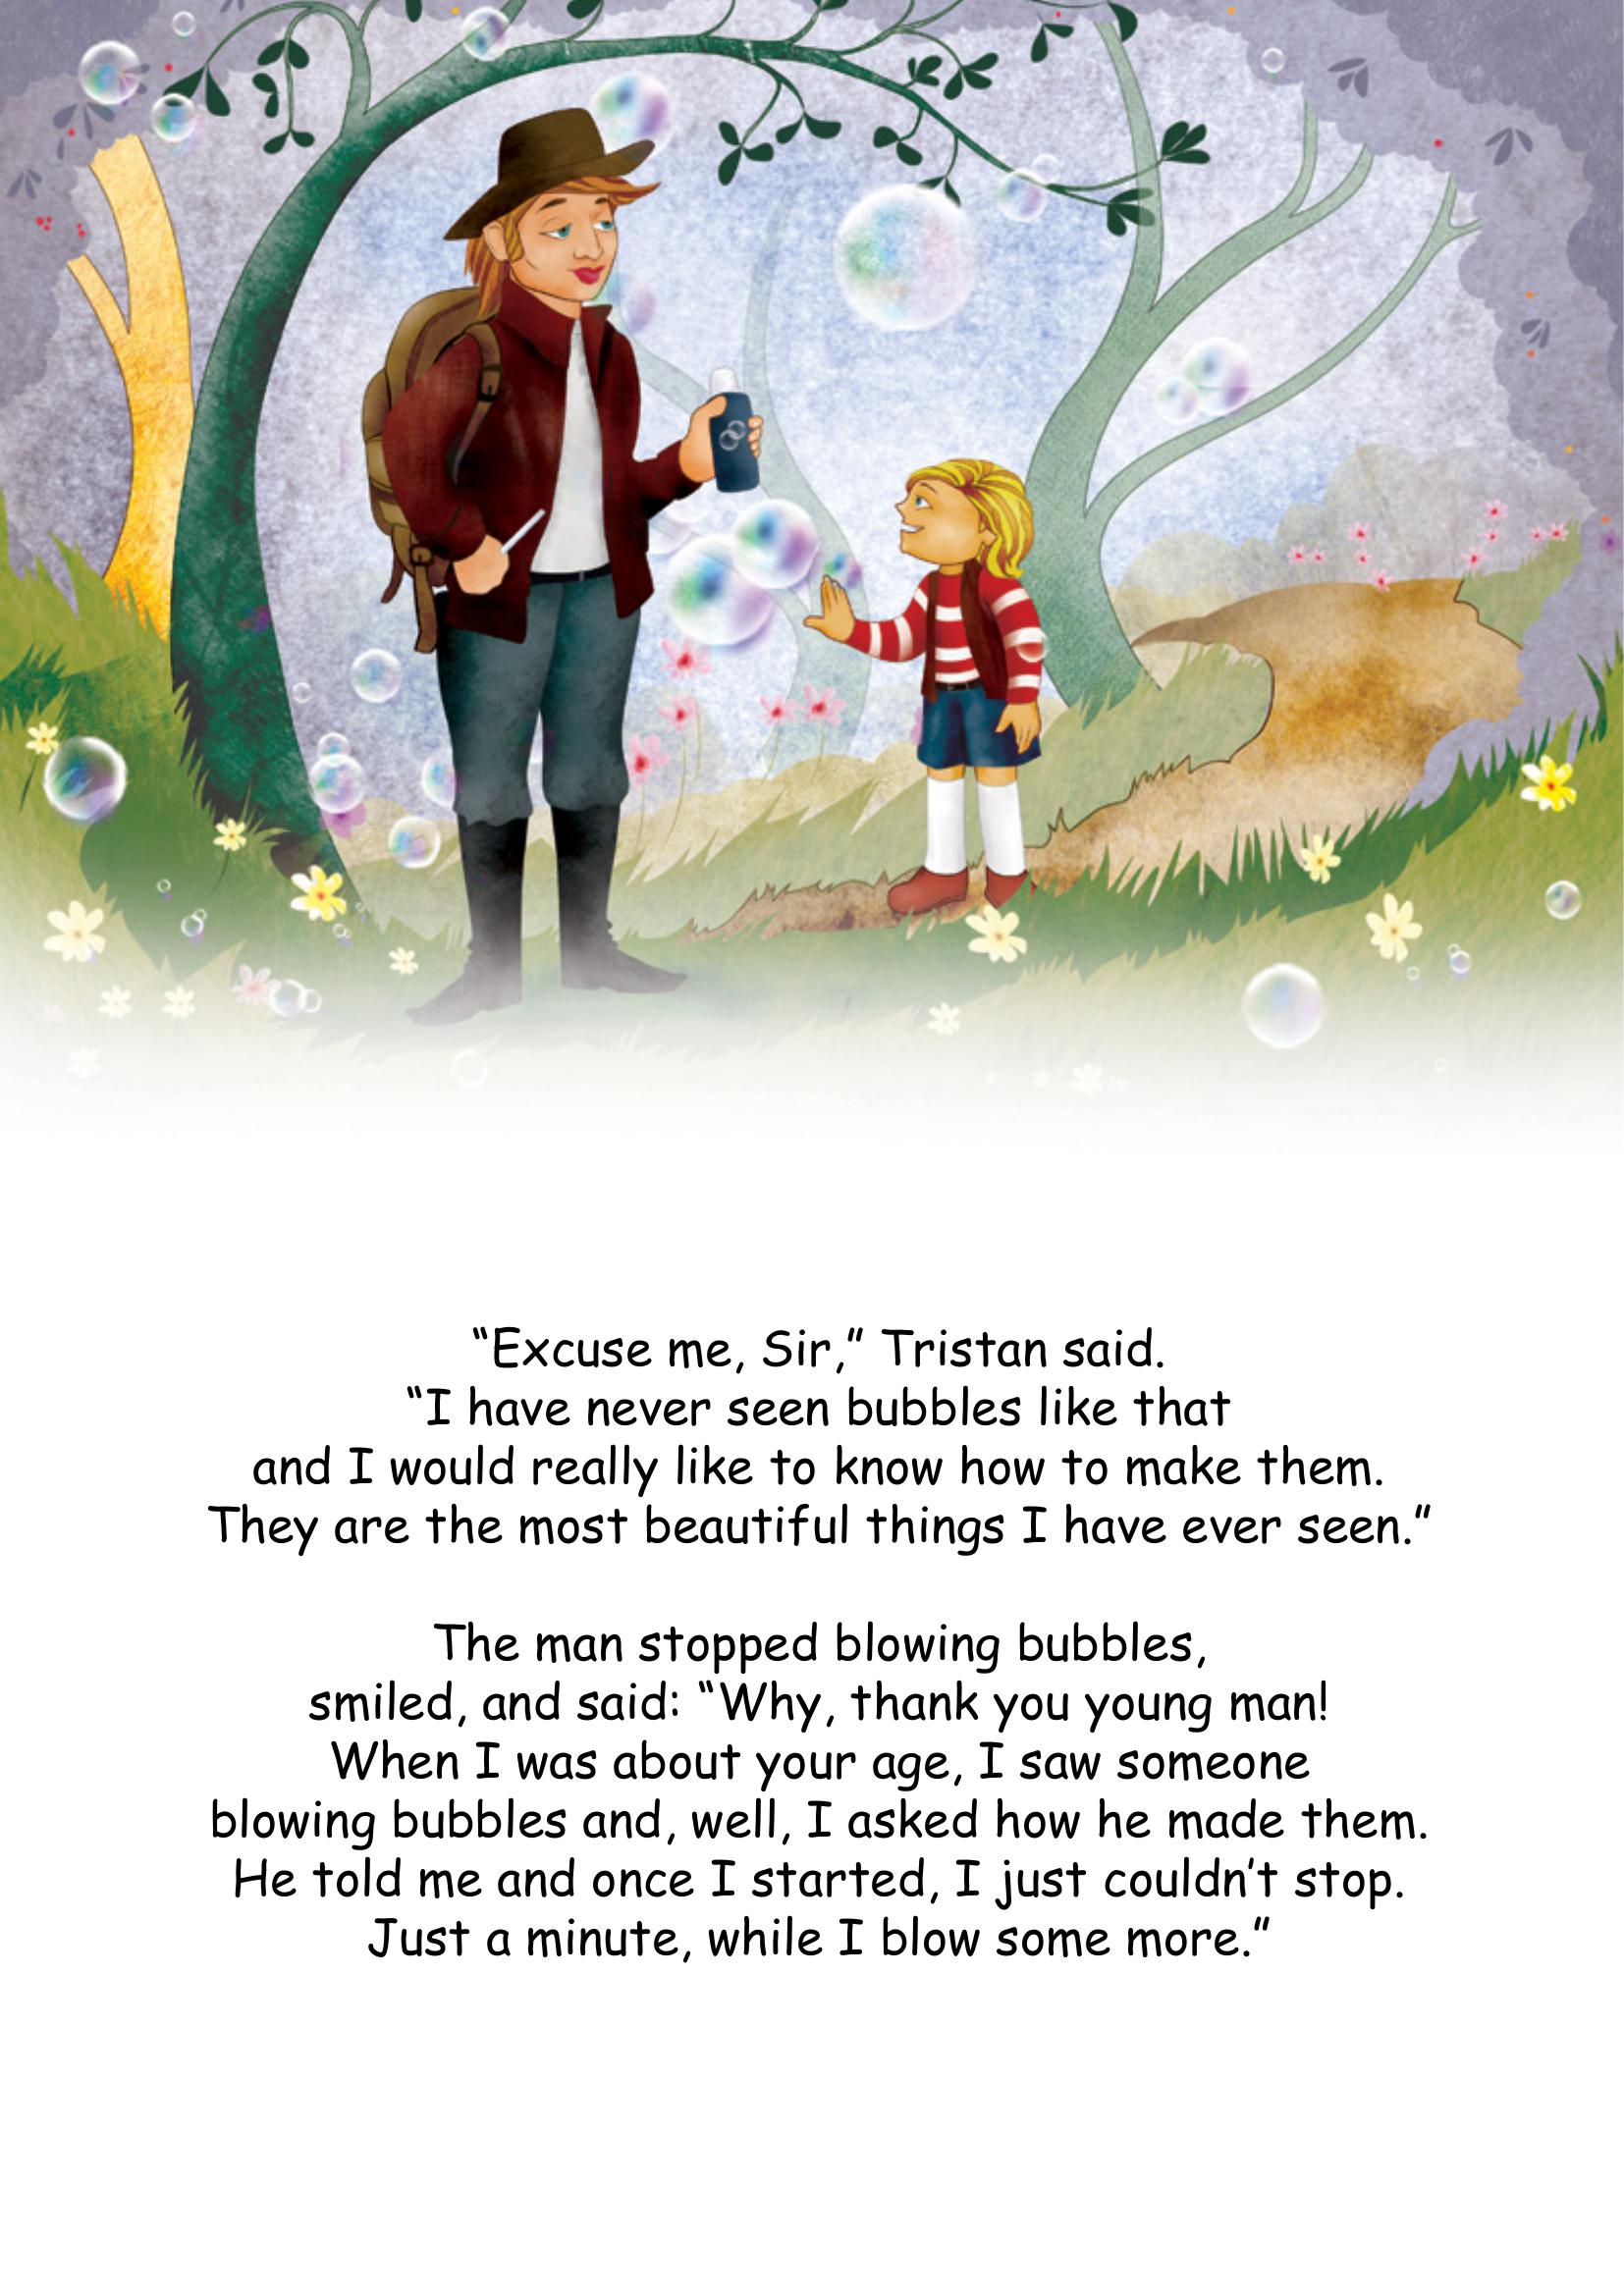 “Excuse me, Sir,” Tristan said.
“I have never seen bubbles like that
and I would really like to know how to make them.
They are the most beautiful things I have ever seen.”
The man stopped blowing bubbles,
smiled, and said: “Why, thank you young man!
When I was about your age, I saw someone
blowing bubbles and, well, I asked how he made them.
He told me and once I started, I just couldn’t stop.
Just a minute, while I blow some more.”